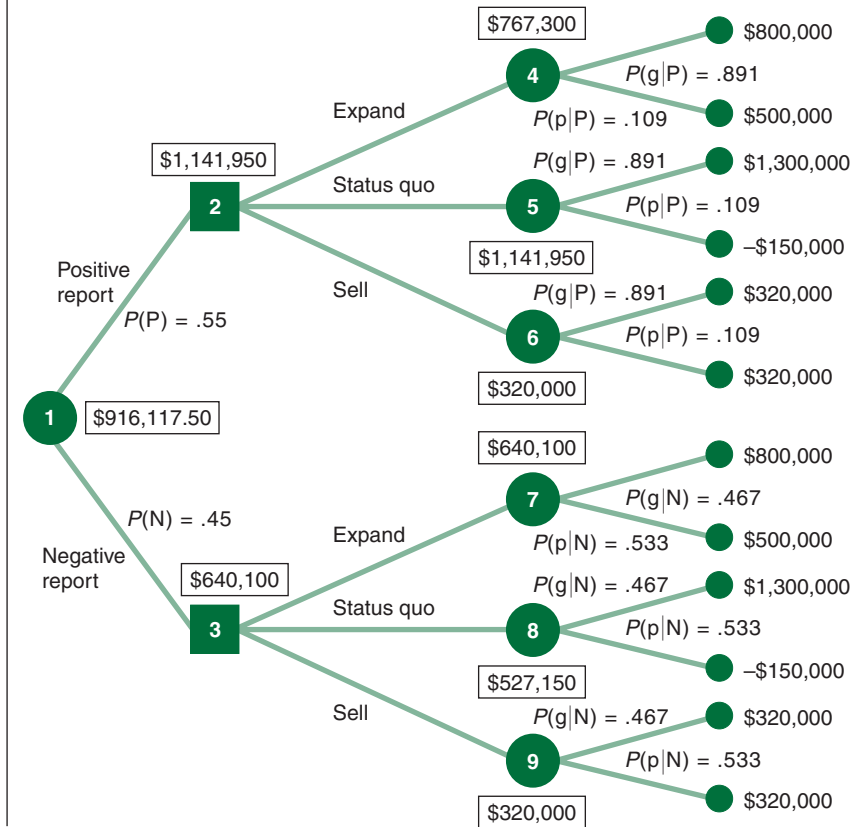 $767,300
$800,000
4
P(g|P) = .891
Expand
P(p|P) = .109
$500,000
$1,141,950
P(g|P) = .891
$1,300,000
Status quo
2
5
P(p|P) = .109
–$150,000
$1,141,950
Positive
report
Sell
P(g|P) = .891
$320,000
P(P) = .55
6
P(p|P) = .109
$320,000
$320,000
1
$916,117.50
$640,100
$800,000
7
P(g|N) = .467
P(N) = .45
Expand
P(p|N) = .533
$500,000
Negative
report
$640,100
P(g|N) = .467
$1,300,000
Status quo
3
8
P(p|N) = .533
–$150,000
$527,150
Sell
P(g|N) = .467
$320,000
9
P(p|N) = .533
$320,000
$320,000